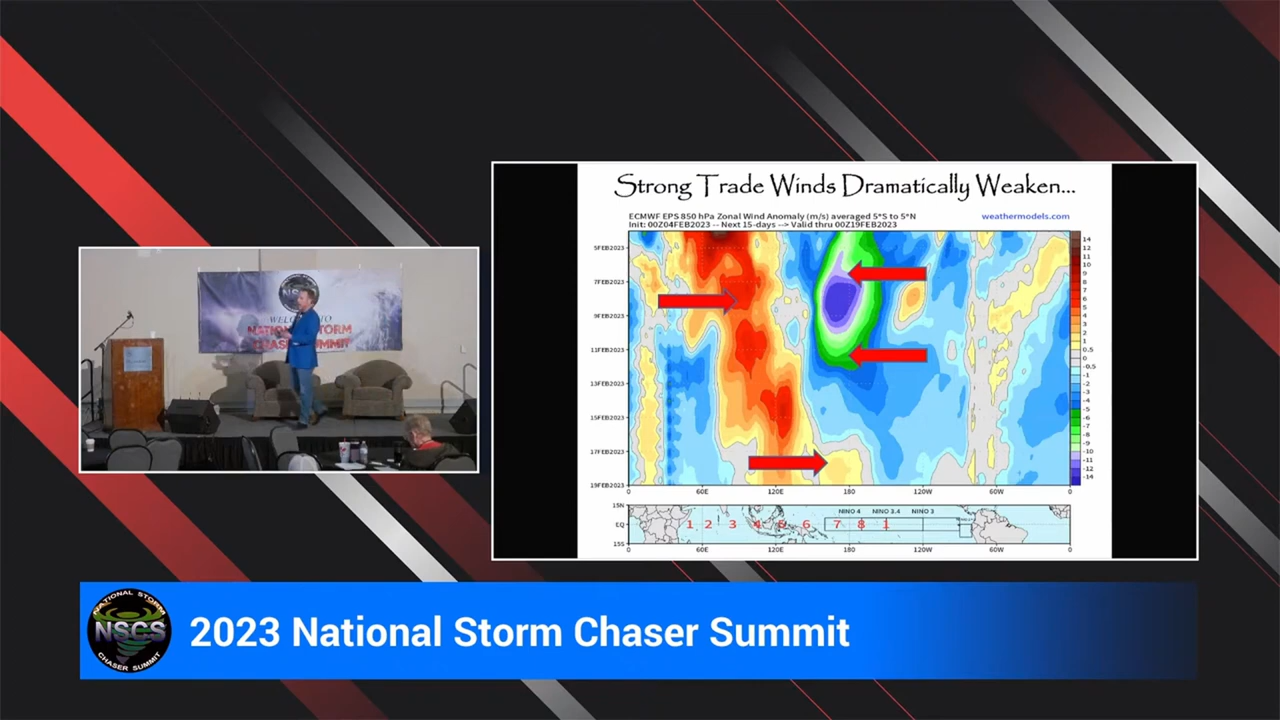 WELCOME TO
NATIONAL STORM
CHASER SUMMIT
Strong Trade Winds Dramatically Weaken...
ECMWF EPS 850 hPa Zonal Wind Anomaly (m/s) averaged 5°S to 5°N
weathermodels.com
Init: 00Z04FEB2023 -- Next 15-days --> Valid thru 00Z19FEB2023
5FEB2023
7FEB2023
9FEB2023
11FEB2023
13FEB2023
15FEB2023
17FEB2023
19FEB2023
0 60E 120E 180 120W 60W 0
14
12
11
10
9
8
7
6
5
4
3
2
1
0.5
0
-0.5
-1
-2
-3
-4
-5
-6
-7
-8
-9
-10
-11
-12
-14
15N
EQ
15S
NINO 4 NINO 3.4 NINO 3
1 2 3 4 5 6 7 8 1
0 60E 120E 180 120W 60W 0
NATIONAL STORM
NSCS
CHASER SUMMIT
2023 National Storm Chaser Summit